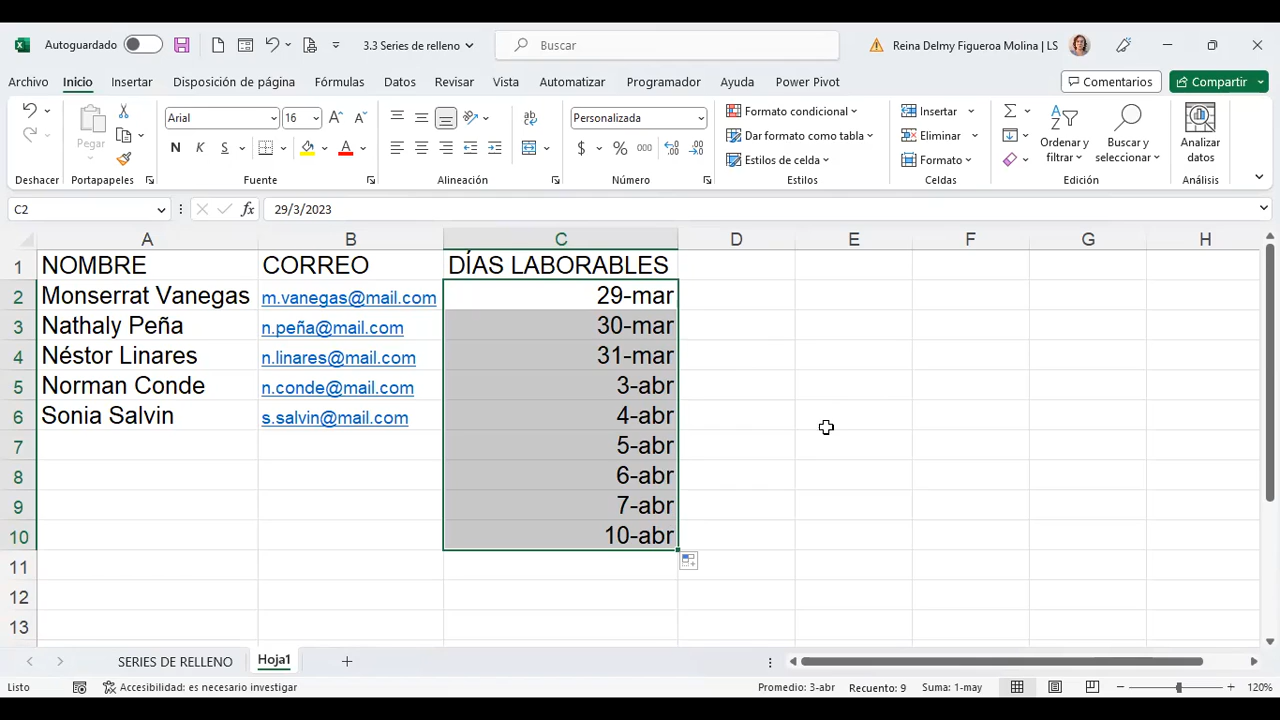 Autoguardado
3.3 Series de relleno
Buscar
Reina Delmy Figueroa Molina | LS
Archivo Inicio Insertar Disposición de página Fórmulas Datos Revisar Vista Automatizar Programador Ayuda Power Pivot
Comentarios Compartir
Pegar
Arial 16
N K S
Personalizada
$ % 000
Formato condicional
Dar formato como tabla
Estilos de celda
Insertar
Eliminar
Formato
Ordenar y filtrar
Buscar y seleccionar
Analizar datos
Deshacer Portapapeles Fuente Alineación Número Estilos Celdas Edición Análisis
C2 fx 29/3/2023
A B C D E F G H
1 NOMBRE CORREO DÍAS LABORABLES
2 Monserrat Vanegas m.vanegas@mail.com 29-mar
3 Nathaly Peña n.peña@mail.com 30-mar
4 Néstor Linares n.linares@mail.com 31-mar
5 Norman Conde n.conde@mail.com 3-abr
6 Sonia Salvin s.salvin@mail.com 4-abr
7 5-abr
8 6-abr
9 7-abr
10 10-abr
11
12
13
SERIES DE RELLENO Hoja1
Listo Accesibilidad: es necesario investigar Promedio: 3-abr Recuento: 9 Suma: 1-may 120%